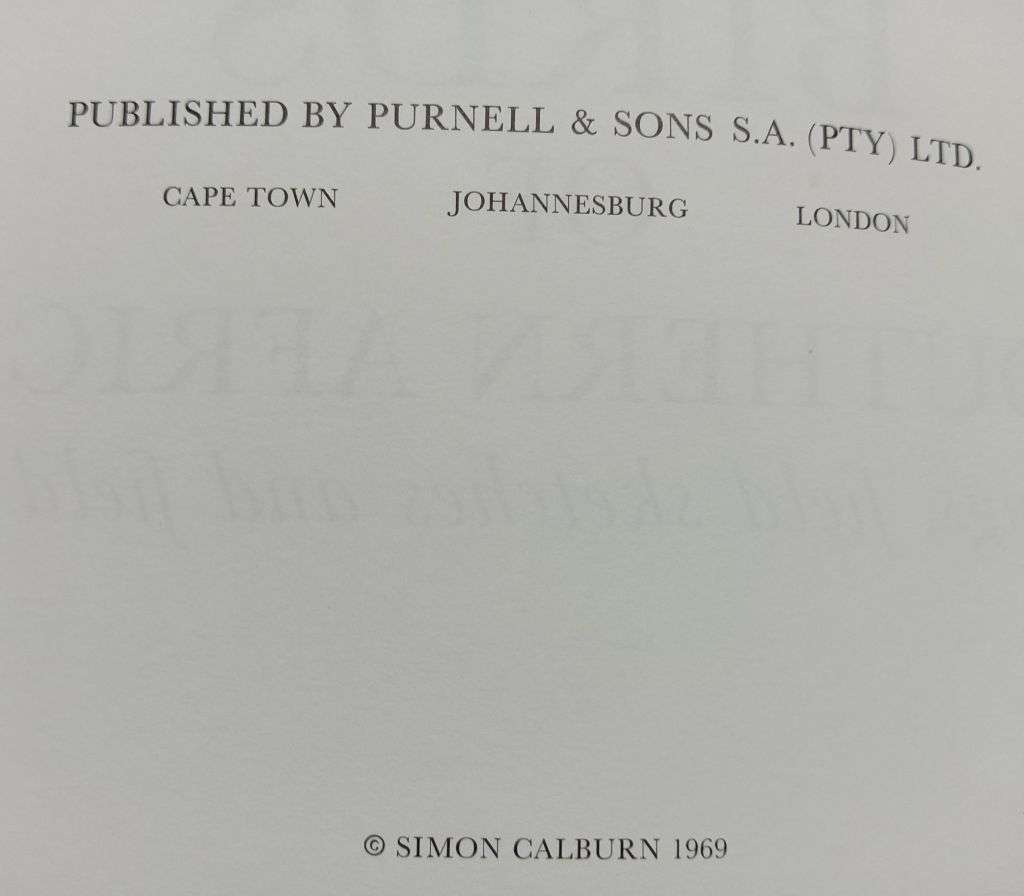 PUBLISHED BY PURNELL & SONS S.A. (PTY) LTD.
CAPE TOWN JOHANNESBURG LONDON
© SIMON CALBURN 1969